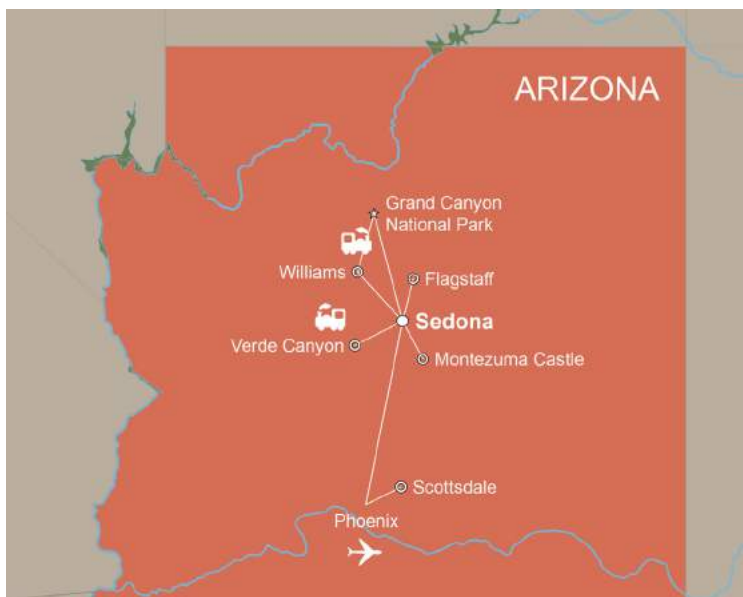 ARIZONA
Grand Canyon
National Park
Williams
Flagstaff
Sedona
Verde Canyon
Montezuma Castle
Scottsdale
Phoenix